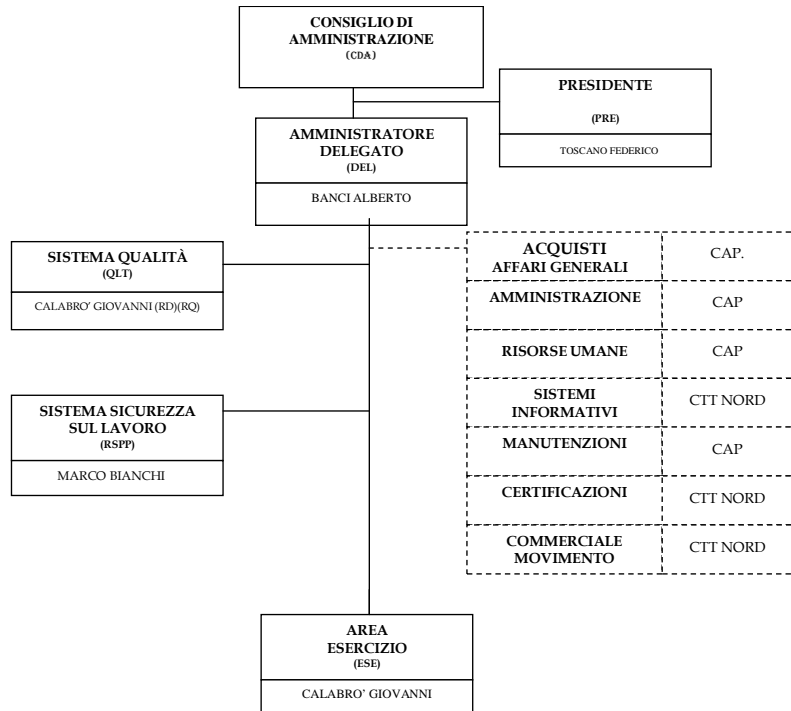 CONSIGLIO DI
AMMINISTRAZIONE
(CDA)
PRESIDENTE
(PRE)
TOSCANO FEDERICO
AMMINISTRATORE
DELEGATO
(DEL)
BANCI ALBERTO
SISTEMA QUALITÀ
(QLT)
CALABRO’ GIOVANNI (RD)(RQ)
ACQUISTI
AFFARI GENERALI
CAP.
AMMINISTRAZIONE
CAP
RISORSE UMANE
CAP
SISTEMI
INFORMATIVI
CTT NORD
MANUTENZIONI
CAP
CERTIFICAZIONI
CTT NORD
COMMERCIALE
MOVIMENTO
CTT NORD
SISTEMA SICUREZZA
SUL LAVORO
(RSPP)
MARCO BIANCHI
AREA
ESERCIZIO
(ESE)
CALABRO’ GIOVANNI